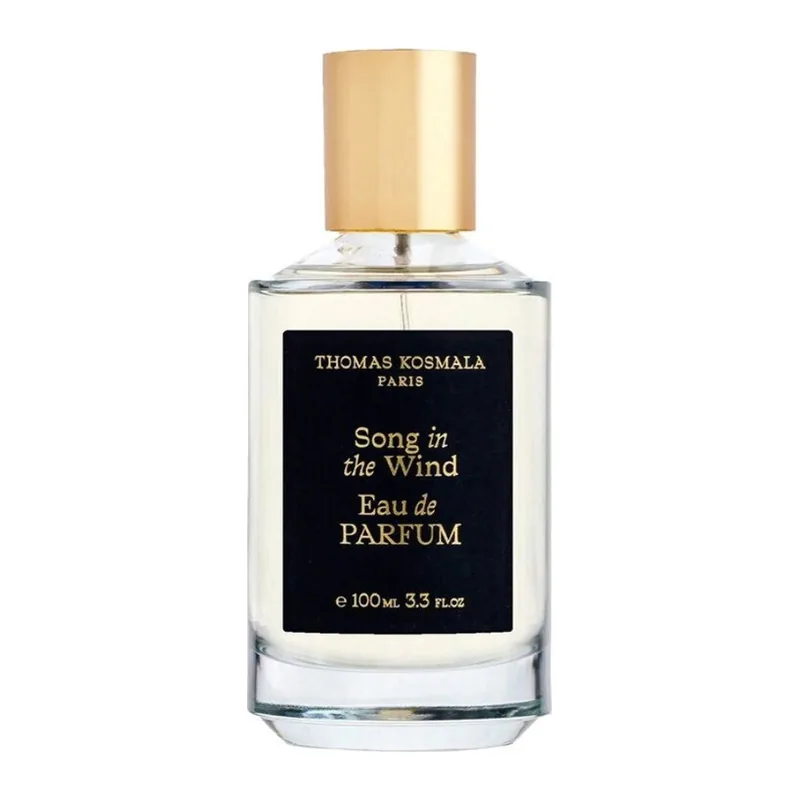 THOMAS KOSMALA
PARIS
Song in
the Wind
Eau de
PARFUM
e 100ML 3.3 FL.OZ